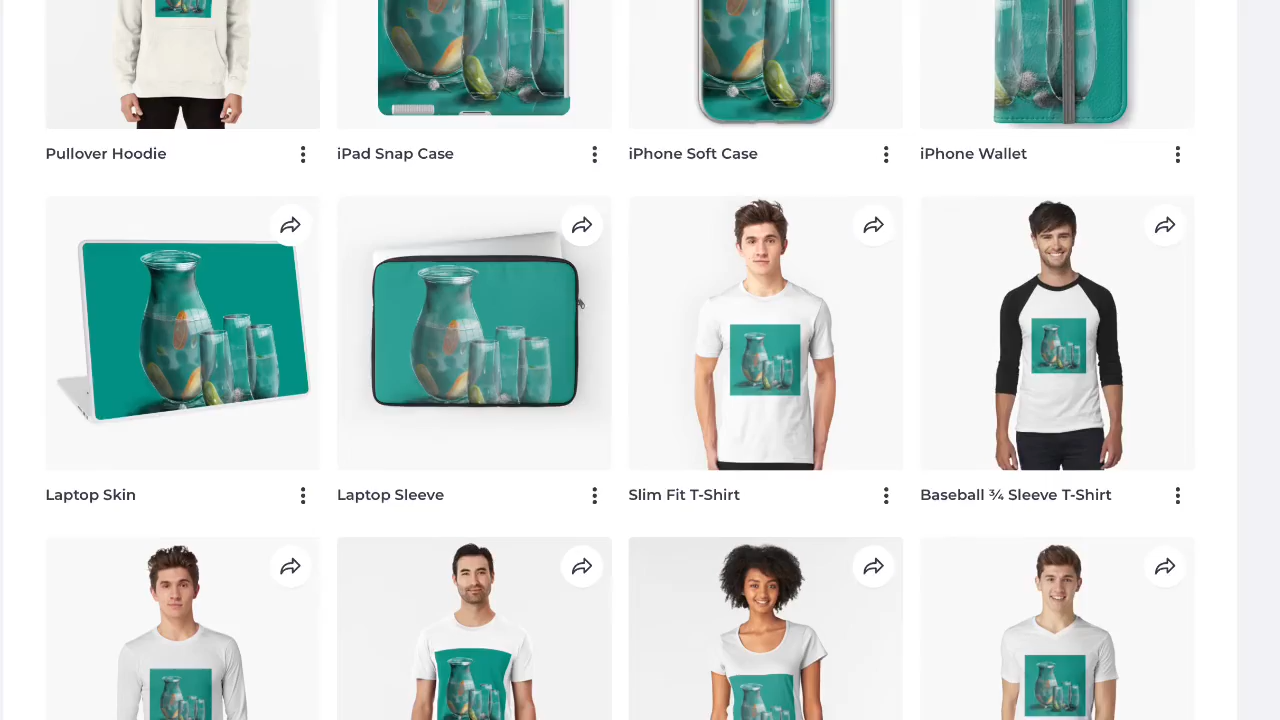 Pullover Hoodie
iPad Snap Case
iPhone Soft Case
iPhone Wallet
Laptop Skin
Laptop Sleeve
Slim Fit T-Shirt
Baseball ¾ Sleeve T-Shirt